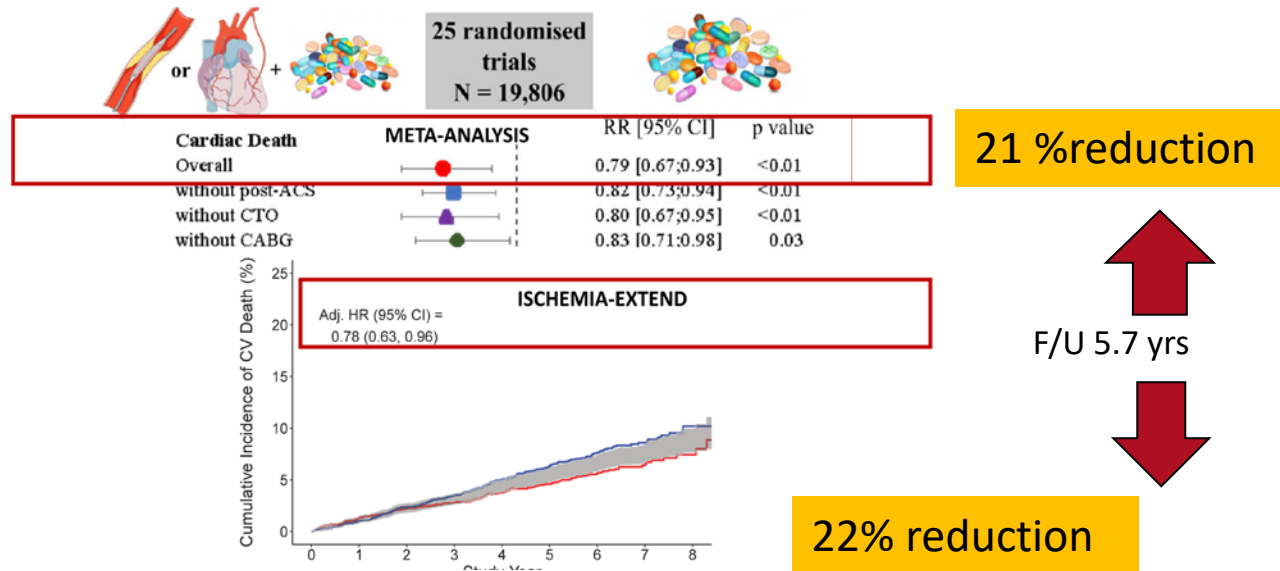 25 randomised
trials
N = 19,806
or
+
Cardiac Death META-ANALYSIS RR [95% CI] p value
Overall 0.79 [0.67;0.93] <0.01
without post-ACS 0.82 [0.73;0.94] <0.01
without CTO 0.80 [0.67;0.95] <0.01
without CABG 0.83 [0.71;0.98] 0.03
21 %reduction
F/U 5.7 yrs
22% reduction
ISCHEMIA-EXTEND
Adj. HR (95% CI) =
0.78 (0.63, 0.96)
Cumulative Incidence of CV Death (%)
25
20
15
10
5
0
0 1 2 3 4 5 6 7 8
Study Year